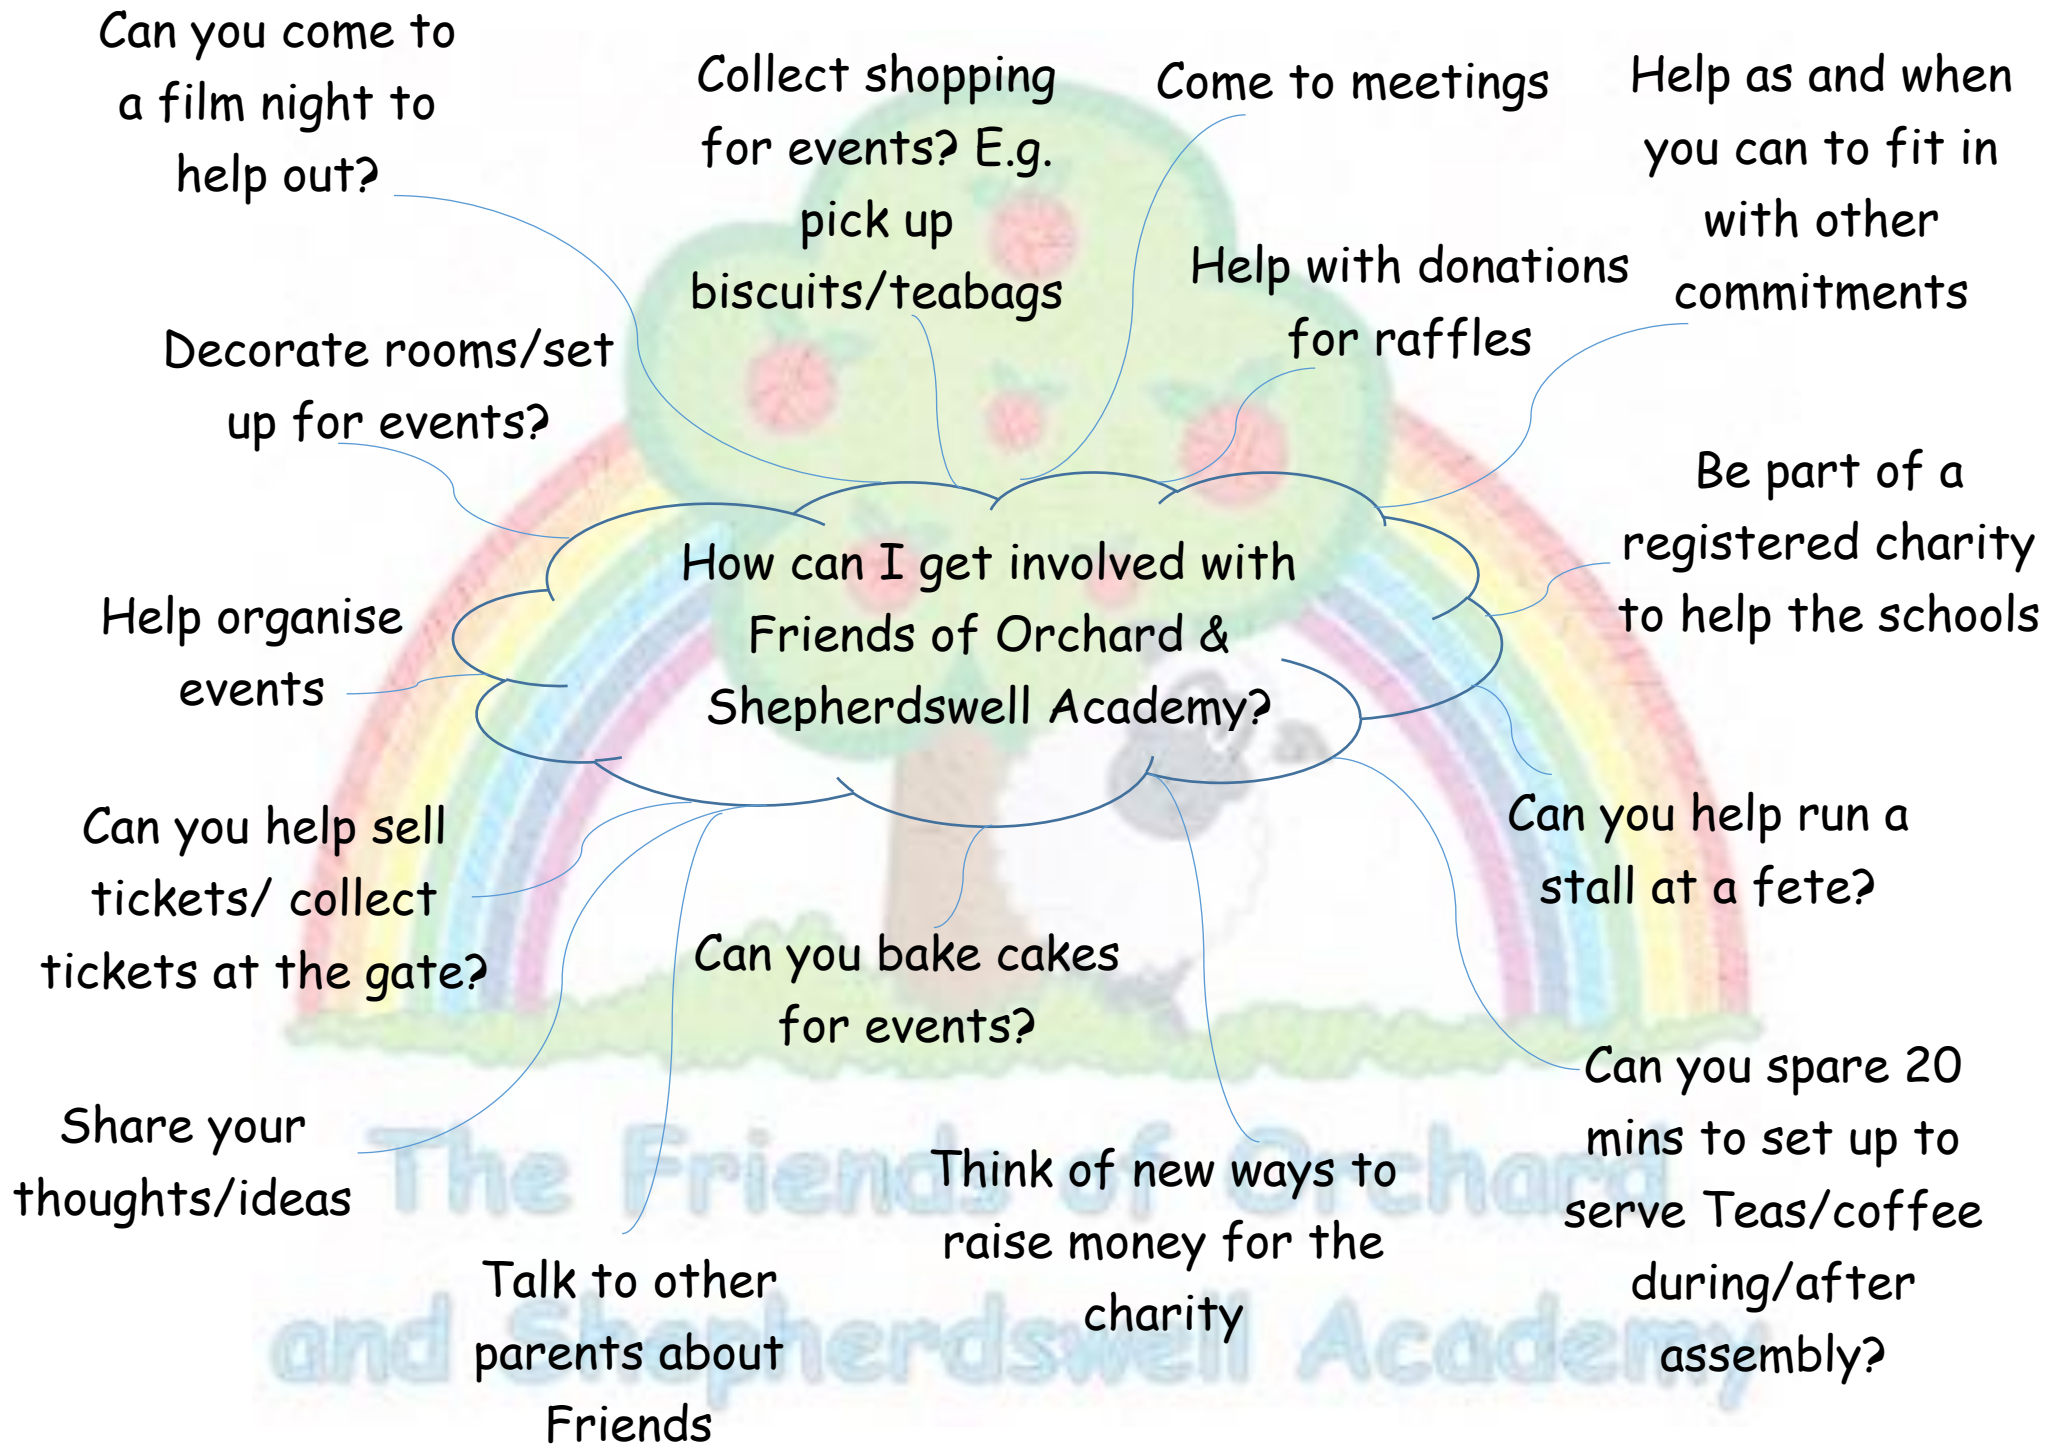 Can you come to
a film night to
help out?
Collect shopping
for events? E.g.
pick up
biscuits/teabags
Come to meetings
Help as and when
you can to fit in
with other
commitments
Help with donations
for raffles
Decorate rooms/set
up for events?
Be part of a
registered charity
to help the schools
How can I get involved with
Friends of Orchard &
Shepherdswell Academy?
Help organise
events
Can you help sell
tickets/ collect
tickets at the gate?
Can you help run a
stall at a fete?
Can you bake cakes
for events?
Can you spare 20
mins to set up to
serve Teas/coffee
during/after
assembly?
Share your
thoughts/ideas
Think of new ways to
raise money for the
charity
Talk to other
parents about
Friends
The Friends of Orchard
and Shepherdswell Academy